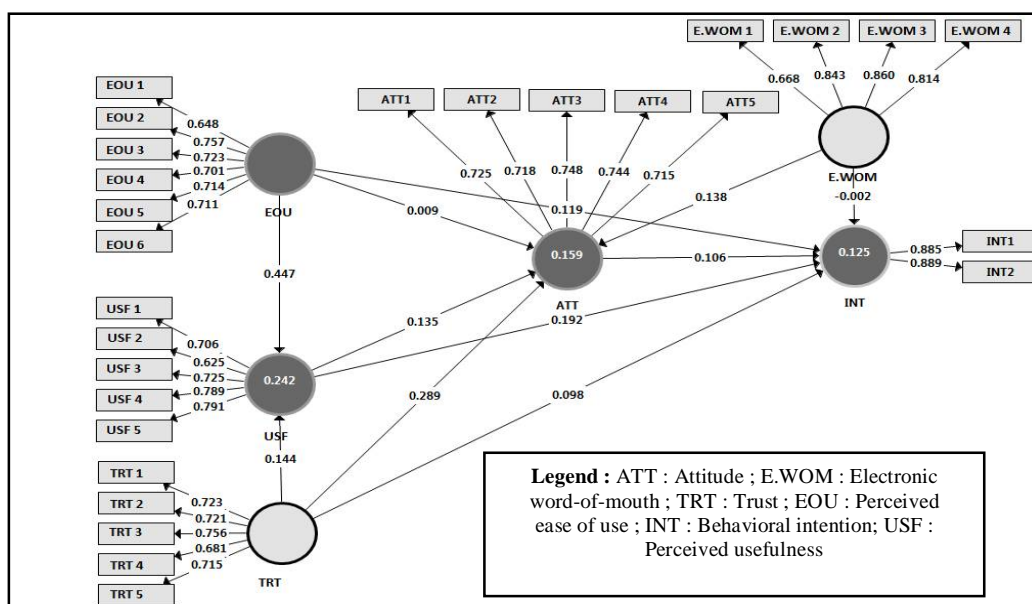 E.WOM 1
E.WOM 2
E.WOM 3
E.WOM 4
0.668
0.843
0.860
0.814
E.WOM
-0.002
EOU 1
EOU 2
EOU 3
EOU 4
EOU 5
EOU 6
0.648
0.757
0.723
0.701
0.714
0.711
EOU
ATT1
ATT2
ATT3
ATT4
ATT5
0.725
0.718
0.748
0.744
0.715
0.138
0.009
0.119
0.159
ATT
0.106
0.125
INT
0.885
0.889
INT1
INT2
0.447
0.135
0.192
USF 1
USF 2
USF 3
USF 4
USF 5
0.706
0.625
0.725
0.789
0.791
0.242
USF
0.144
0.289
0.098
TRT 1
TRT 2
TRT 3
TRT 4
TRT 5
0.723
0.721
0.756
0.681
0.715
TRT
Legend : ATT : Attitude ; E.WOM : Electronic
word-of-mouth ; TRT : Trust ; EOU : Perceived
ease of use ; INT : Behavioral intention; USF :
Perceived usefulness